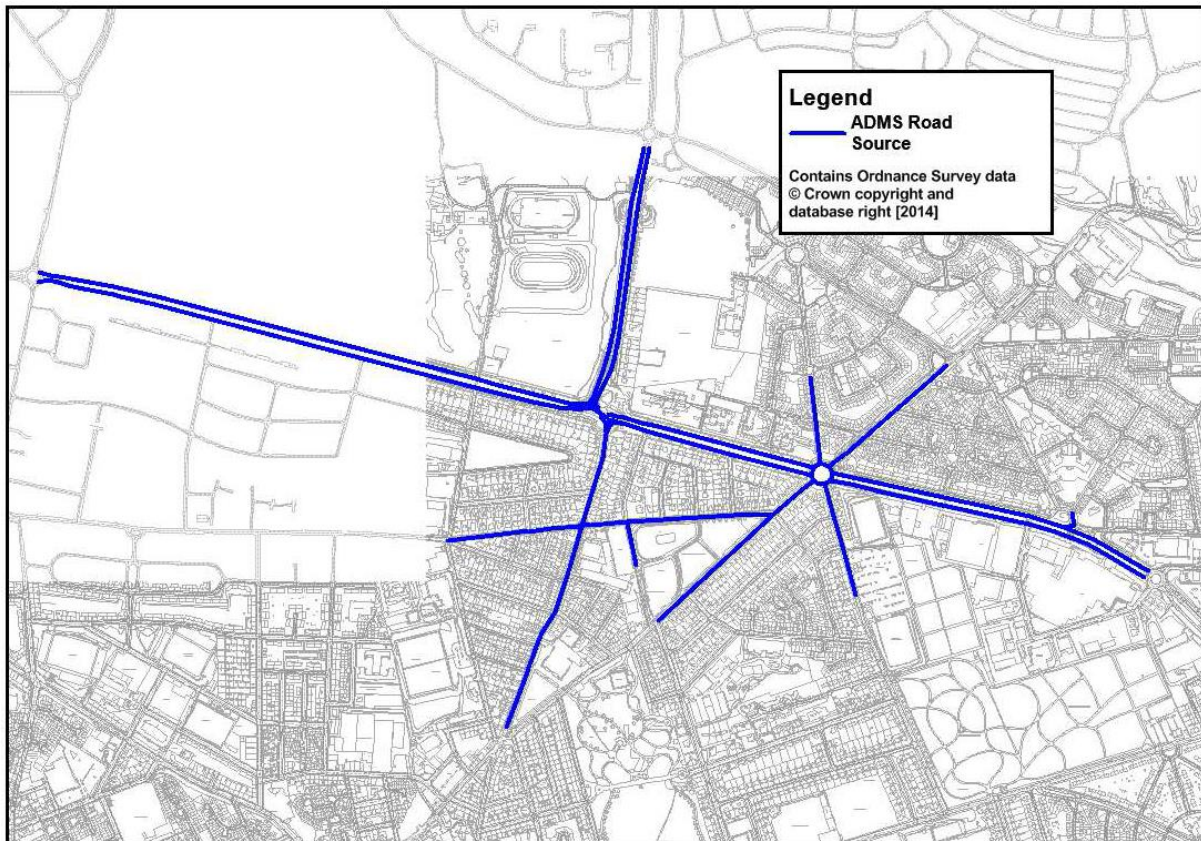 Legend
ADMS Road
Source
Contains Ordnance Survey data
© Crown copyright and
database right [2014]